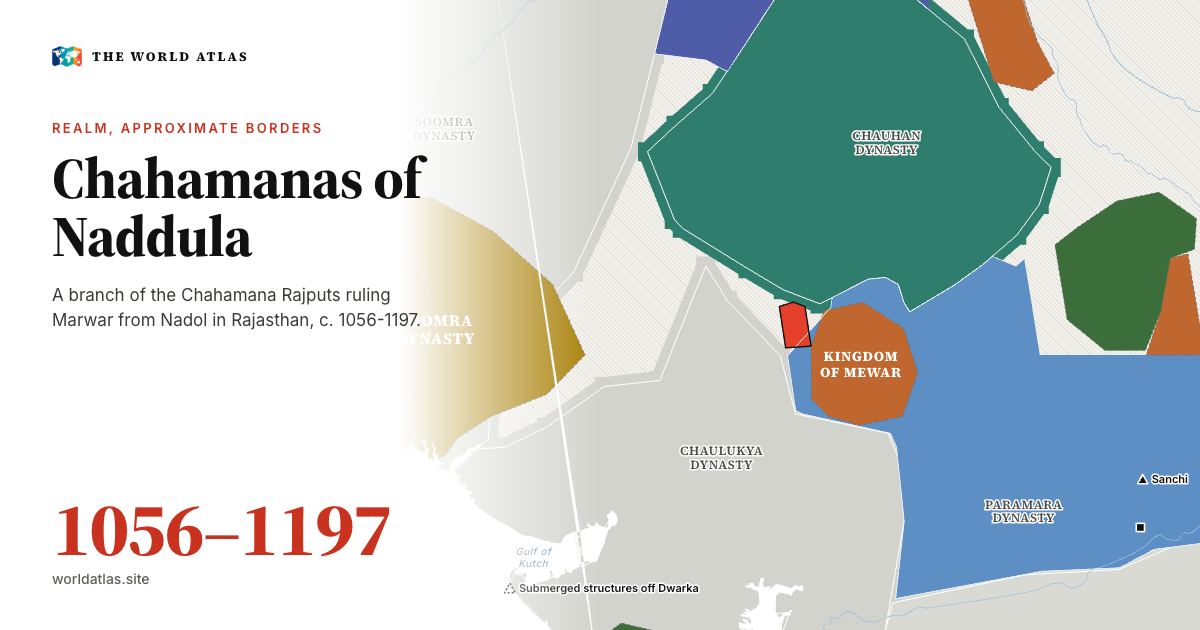 THE WORLD ATLAS
REALM, APPROXIMATE BORDERS
Chahamanas of
Naddula
A branch of the Chahamana Rajputs ruling
Marwar from Nadol in Rajasthan, c. 1056-1197.
1056–1197
worldatlas.site
SOOMRA
DYNASTY
CHAUHAN
DYNASTY
SOOMRA
DYNASTY
KINGDOM
OF MEWAR
CHAULUKYA
DYNASTY
Sanchi
PARAMARA
DYNASTY
Gulf of
Kutch
Submerged structures off Dwarka